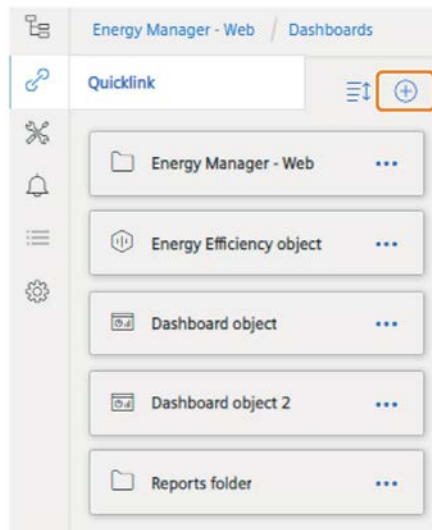 Energy Manager - Web / Dashboards
Quicklink
Energy Manager - Web
Energy Efficiency object
Dashboard object
Dashboard object 2
Reports folder